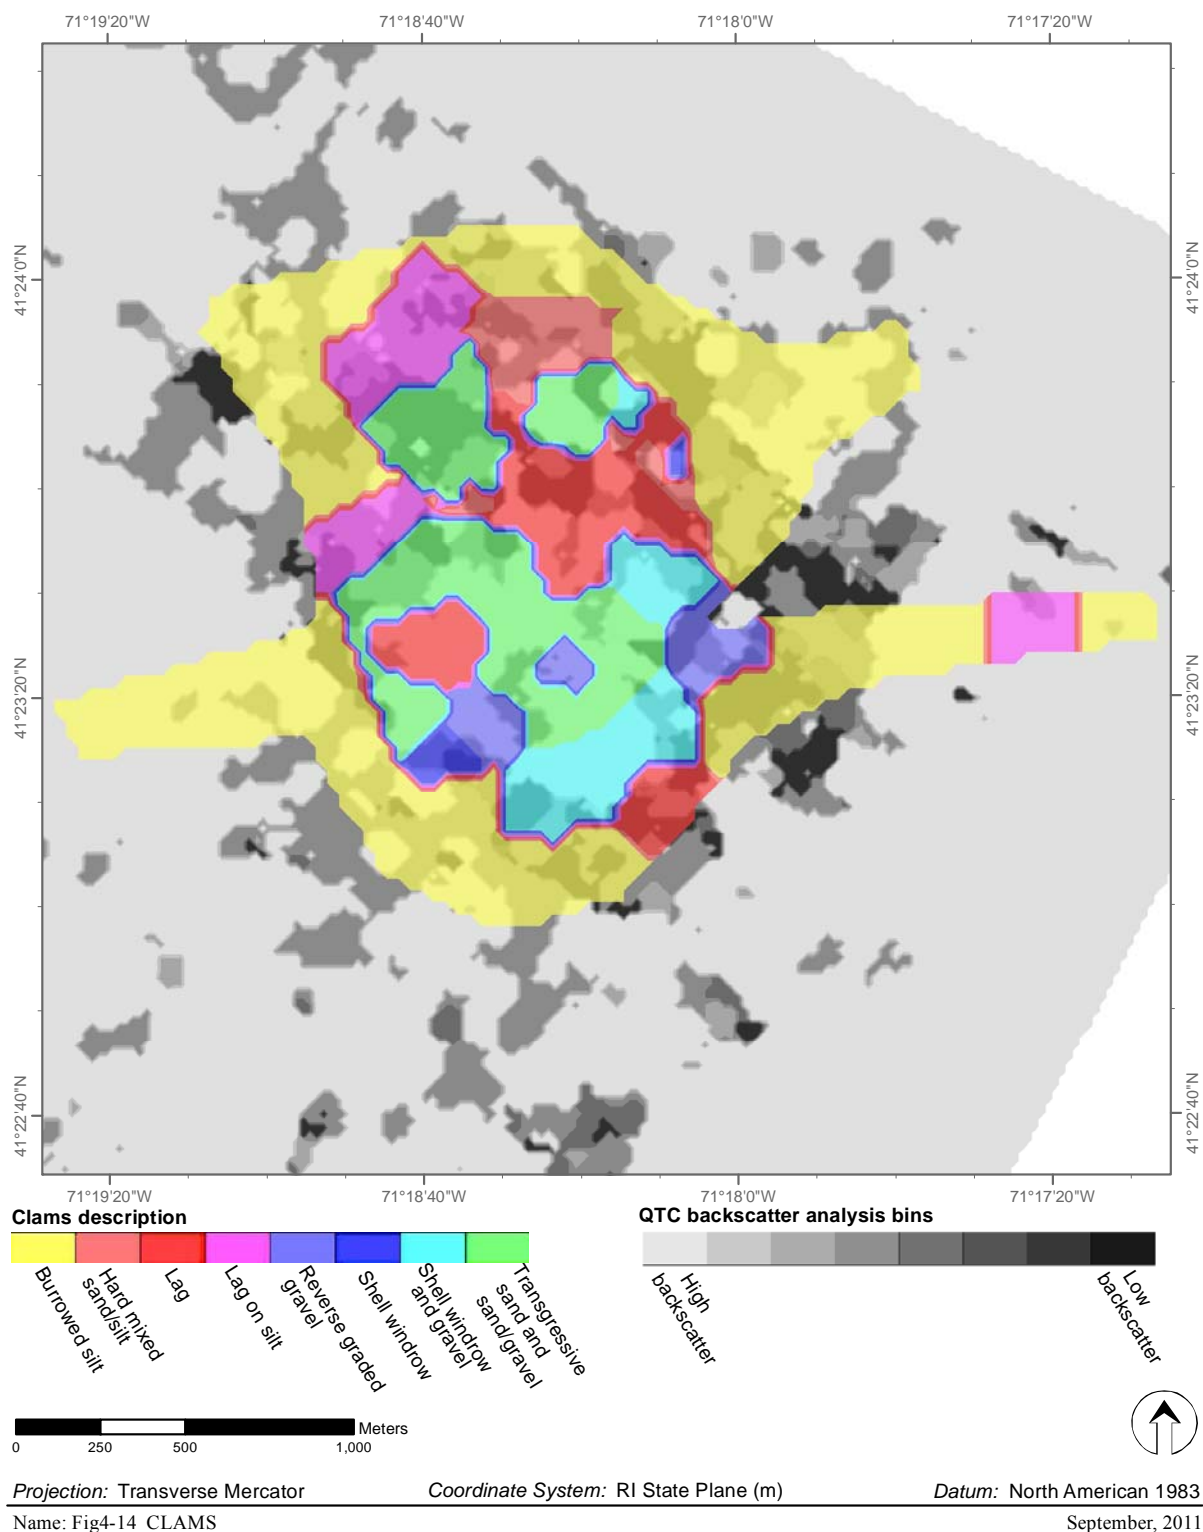 71°19'20"W 71°18'40"W 71°18'0"W 71°17'20"W
41°24'0"N 41°24'0"N
41°23'20"N 41°23'20"N
41°22'40"N 41°22'40"N
71°19'20"W 71°18'40"W 71°18'0"W 71°17'20"W
Clams description
Burrowed silt
Hard mixed
sand/silt
Lag
Lag on silt
Reverse graded
gravel
Shell windrow
Shell windrow
and gravel
Transgressive
sand and
sand/gravel
QTC backscatter analysis bins
High
backscatter
Low
backscatter
Meters
0 250 500 1,000
Projection: Transverse Mercator Coordinate System: RI State Plane (m) Datum: North American 1983
Name: Fig4-14 CLAMS September, 2011